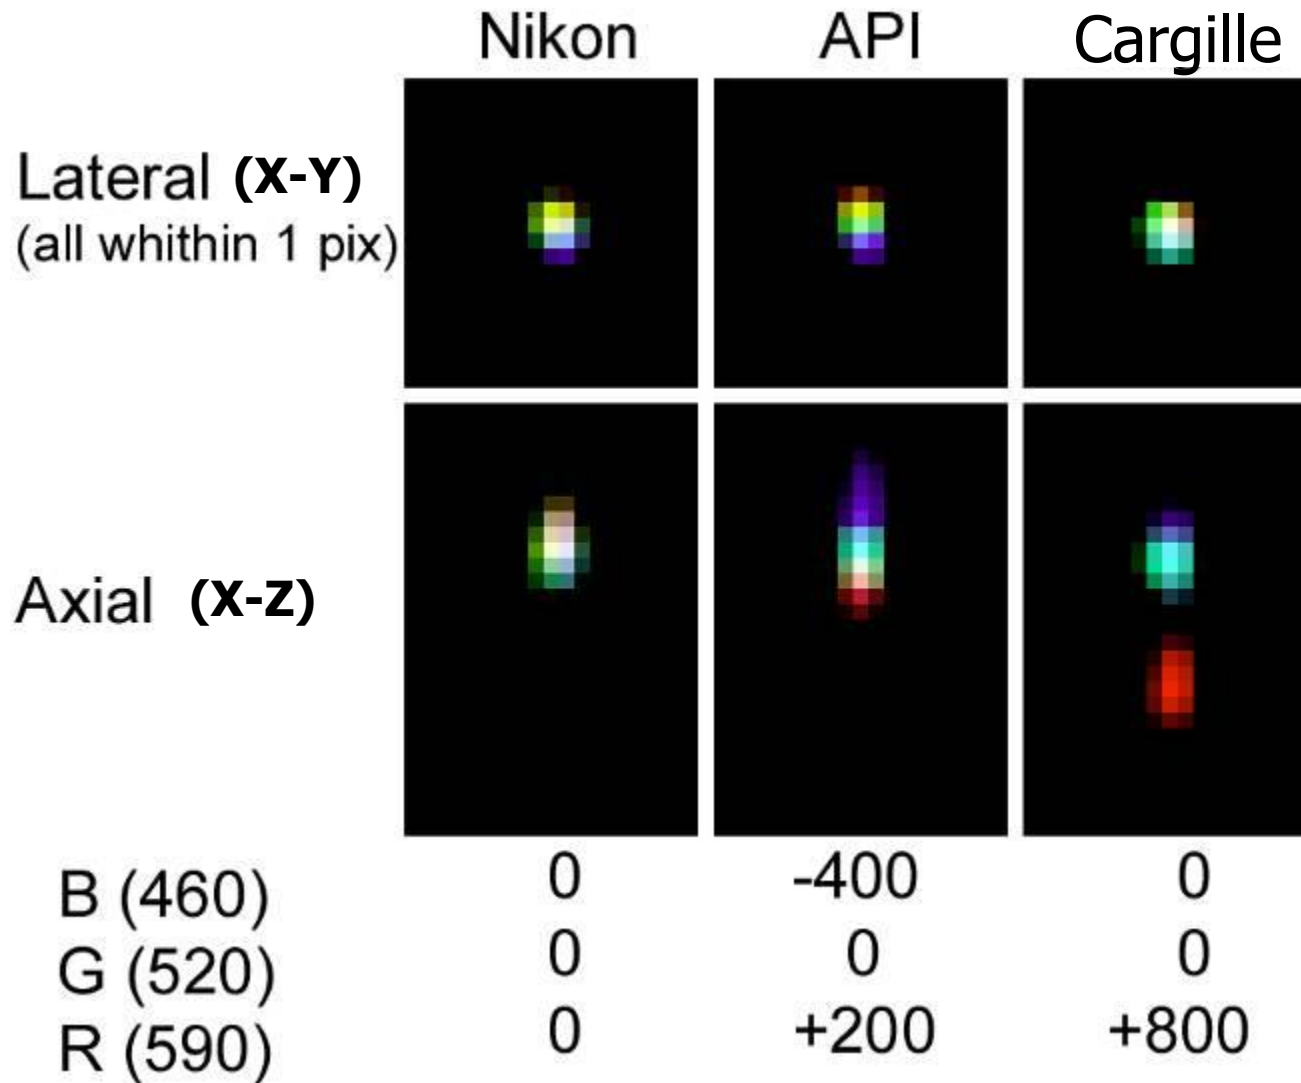 Nikon API Cargille
Lateral (X-Y)
(all whithin 1 pix)
Axial (X-Z)
B (460) 0 -400 0
G (520) 0 0 0
R (590) 0 +200 +800